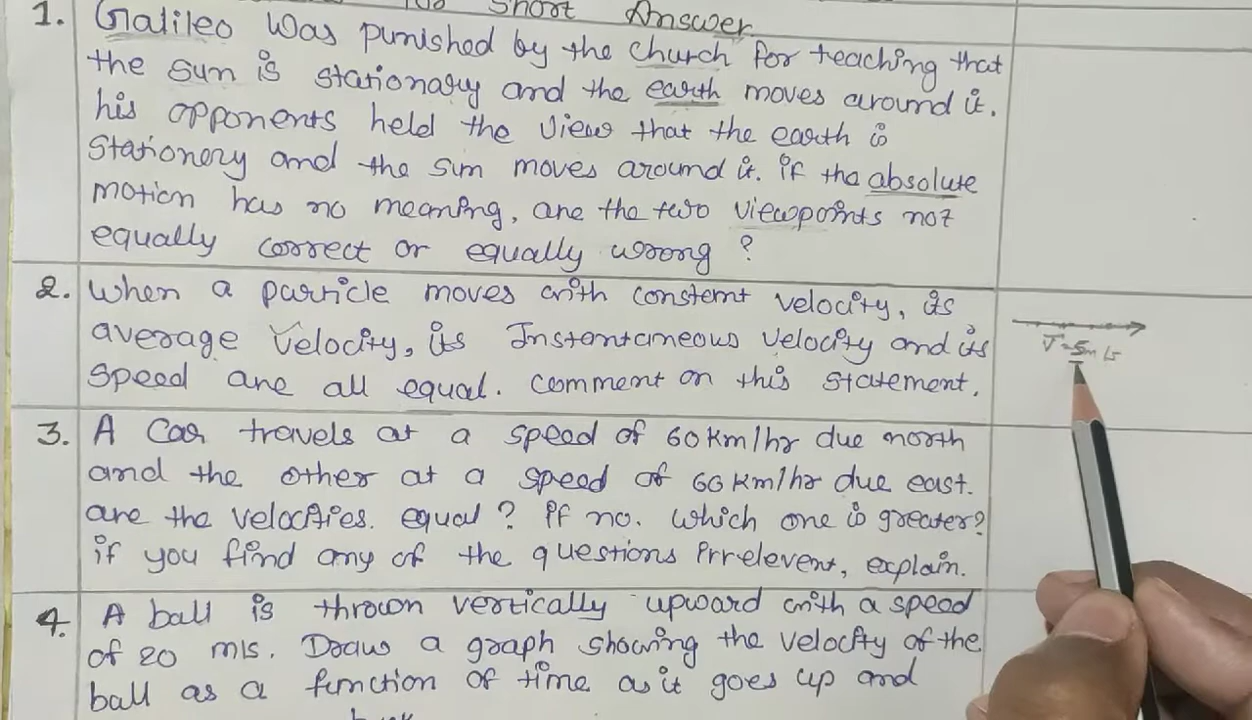 Short Answer
1. Galileo was punished by the church for teaching that
the sun is stationary and the earth moves around it.
his opponents held the view that the earth is
stationery and the sun moves around it. if the absolute
motion has no meaning, are the two viewpoints not
equally correct or equally wrong ?
2. When a particle moves with constant velocity, its
average velocity, its Instantaneous velocity and its
speed are all equal. comment on this statement.
V = 5m/s
3. A Car travels at a speed of 60 km/hr due north
and the other at a speed of 60 km/hr due east.
are the velocities. equal ? if no. which one is greater?
if you find any of the questions irrelevent, explain.
4. A ball is thrown vertically upward with a speed
of 20 m/s. Draw a graph showing the velocity of the
ball as a function of time as it goes up and